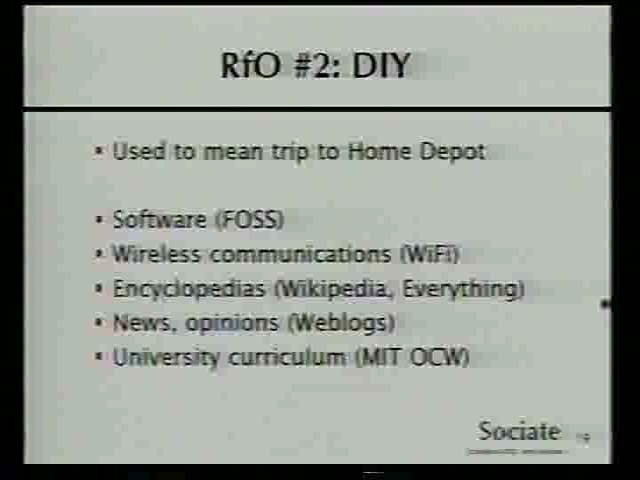 RfO #2: DIY
• Used to mean trip to Home Depot
• Software (FOSS)
• Wireless communications (WiFi)
• Encyclopedias (Wikipedia, Everything)
• News, opinions (Weblogs)
• University curriculum (MIT OCW)
Sociate